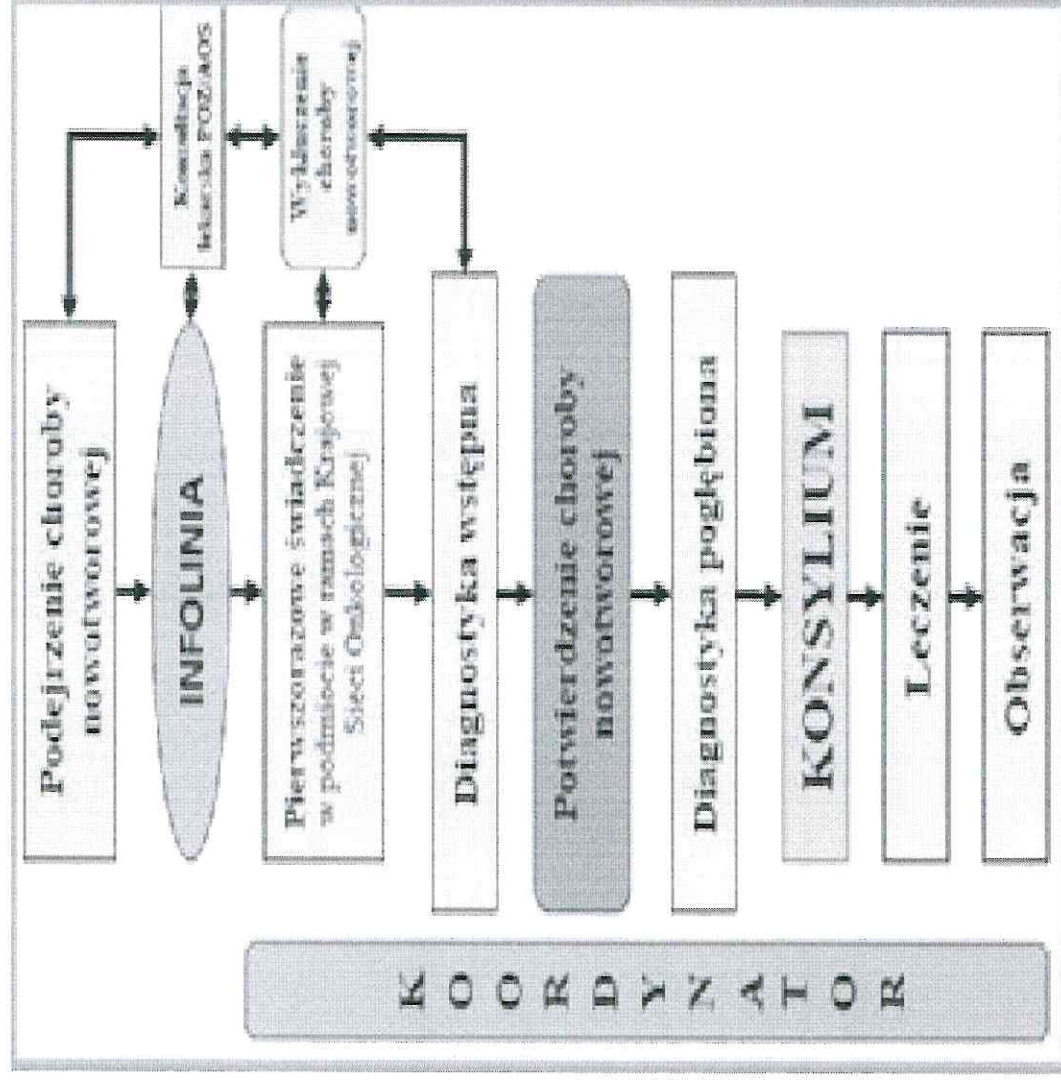 Podejrzenie choroby
nowotworowej
INFOLINIA
Konsultacja
lekarska POZ/AOS
Pierwszorazowe świadczenie
w podmiocie w ramach Krajowej
Sieci Onkologicznej
Wykluczenie
choroby
nowotworowej
Diagnostyka wstępna
Potwierdzenie choroby
nowotworowej
Diagnostyka pogłębiona
KONSYLIUM
Leczenie
Obserwacja
K
O
O
R
D
Y
N
A
T
O
R